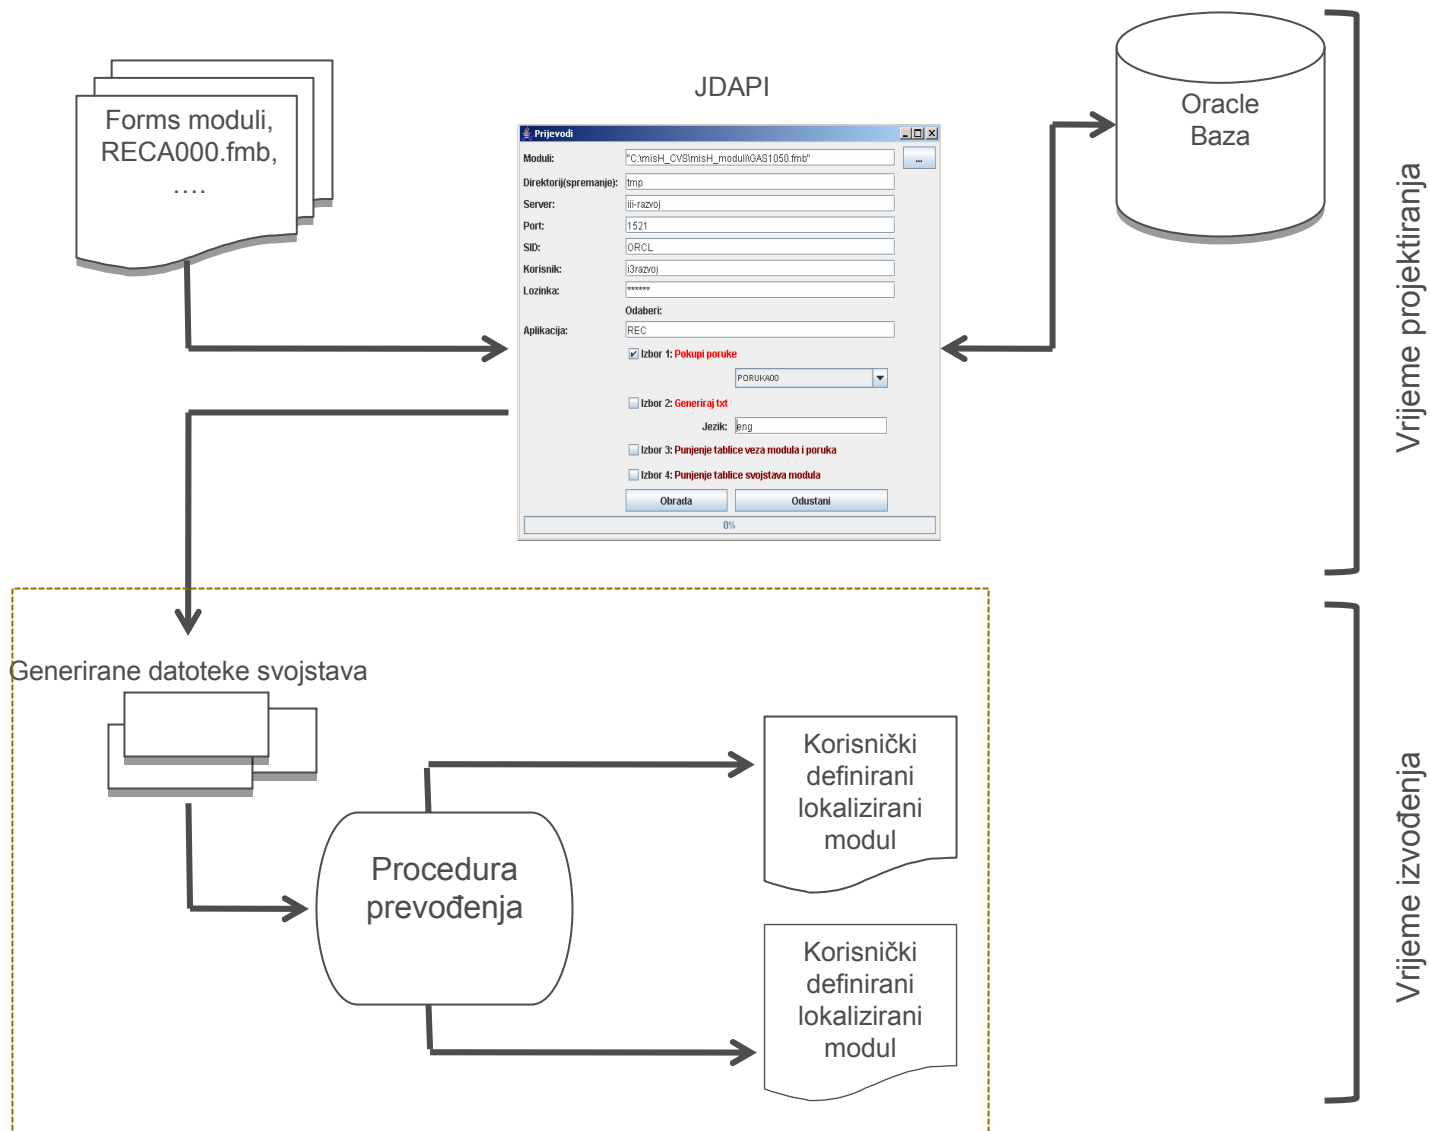 Forms moduli,
RECA000.fmb,
....
JDAPI
Prijevodi
Moduli: "C:\misH_CVS\misH_moduli\GAS1050.fmb" ...
Direktorij(spremanje): tmp
Server: iii-razvoj
Port: 1521
SID: ORCL
Korisnik: i3razvoj
Lozinka: ******
Odaberi:
Aplikacija: REC
Izbor 1: Pokupi poruke
PORUKA00
Izbor 2: Generiraj txt
Jezik: eng
Izbor 3: Punjenje tablice veza modula i poruka
Izbor 4: Punjenje tablice svojstava modula
Obrada Odustani
0%
Oracle
Baza
Vrijeme projektiranja
Generirane datoteke svojstava
Procedura
prevođenja
Korisnički
definirani
lokalizirani
modul
Korisnički
definirani
lokalizirani
modul
Vrijeme izvođenja